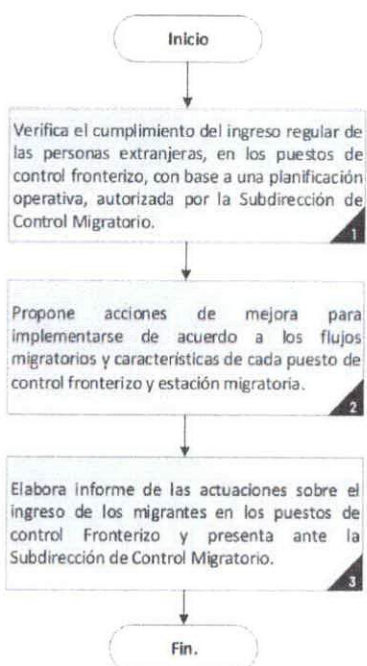 Inicio
Verifica el cumplimiento del ingreso regular de
las personas extranjeras, en los puestos de
control fronterizo, con base a una planificación
operativa, autorizada por la Subdirección de
Control Migratorio.
1
Propone acciones de mejora para
implementarse de acuerdo a los flujos
migratorios y características de cada puesto de
control fronterizo y estación migratoria.
2
Elabora informe de las actuaciones sobre el
ingreso de los migrantes en los puestos de
control Fronterizo y presenta ante la
Subdirección de Control Migratorio.
3
Fin.